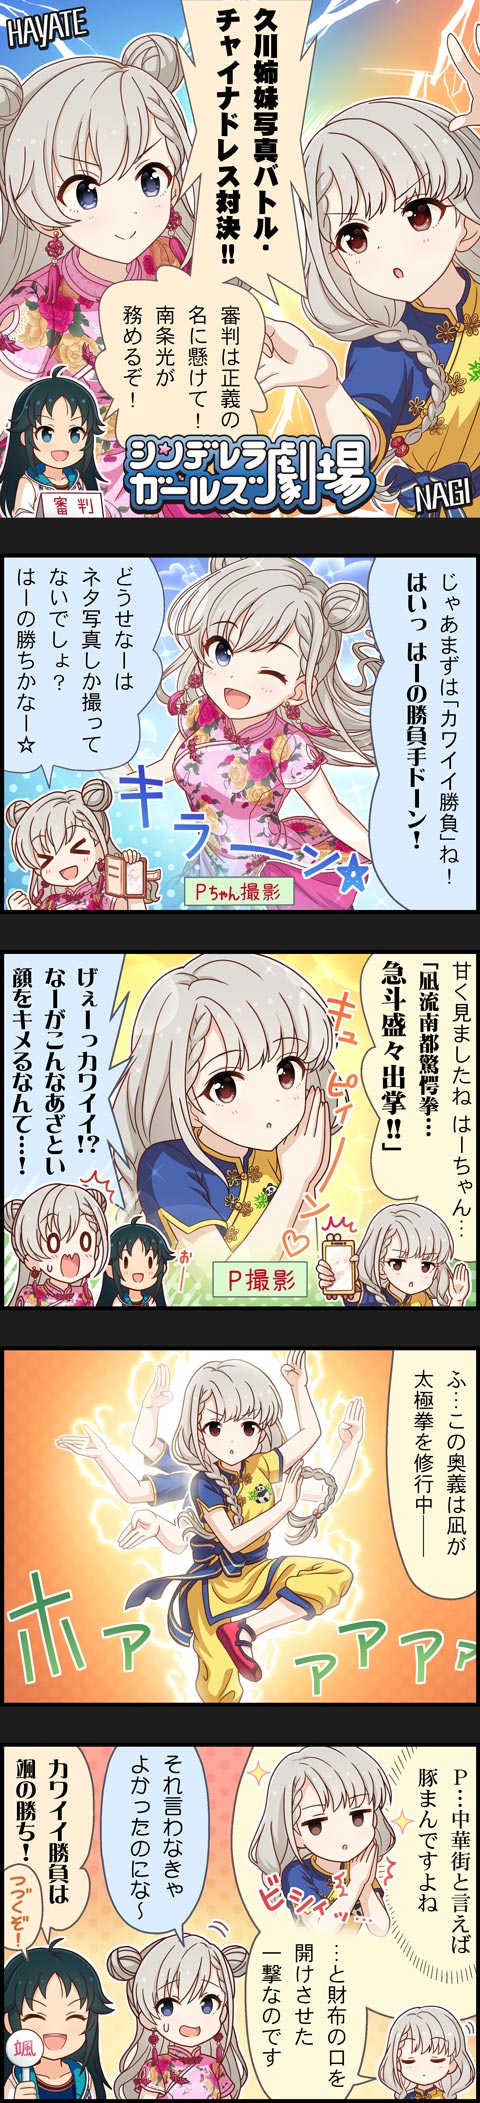 HAYATE
久川姉妹写真バトル・
チャイナドレス対決!!
審判は正義の
名に懸けて!
南条光が
務めるぞ!
審判
シンデレラ
ガールズ劇場
NAGI
じゃあまずは「カワイイ勝負」ね!
はいっ はーの勝負手ドーン!
どうせなーは
ネタ写真しか撮って
ないでしょ?
はーの勝ちかなー☆
キラーン☆
Pちゃん撮影
甘く見ましたね はーちゃん…
「凪流南都驚愕拳…
急斗盛々出掌!!」
キュピィーン♡
げぇーっカワイイ!?
なーがこんなあざとい
顔をキメるなんて…!
おー
P撮影
ふ…この奥義は凪が
太極拳を修行中――
ホァァァァァ
P…中華街と言えば
豚まんですよね
ビシィッ…
…と財布の口を
開けさせた
一撃なのです
それ言わなきゃ
よかったのにな~
カワイイ勝負は
颯の勝ち!
つづくぞ!
颯